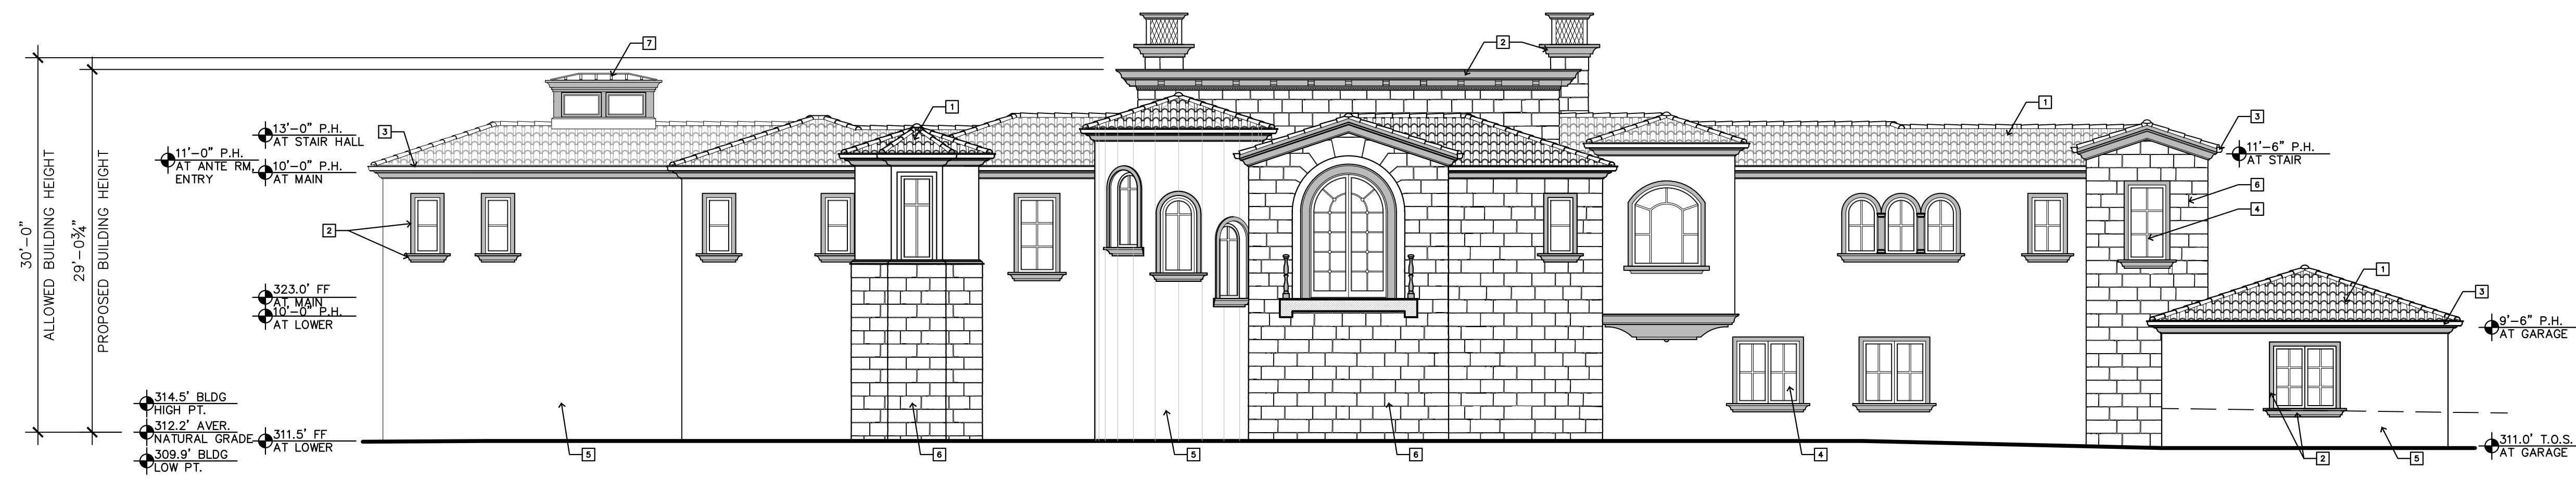 30'-0"
ALLOWED BUILDING HEIGHT
29'-0¾"
PROPOSED BUILDING HEIGHT
7
2
1
1
3
3
13'-0" P.H.
AT STAIR HALL
11'-0" P.H.
AT ANTE RM.
ENTRY
10'-0" P.H.
AT MAIN
11'-6" P.H.
AT STAIR
6
4
2
323.0' FF
AT MAIN
10'-0" P.H.
AT LOWER
1
3
9'-6" P.H.
AT GARAGE
314.5' BLDG
HIGH PT.
312.2' AVER.
NATURAL GRADE
311.5' FF
AT LOWER
309.9' BLDG
LOW PT.
311.0' T.O.S.
AT GARAGE
5
6
5
6
4
2
5